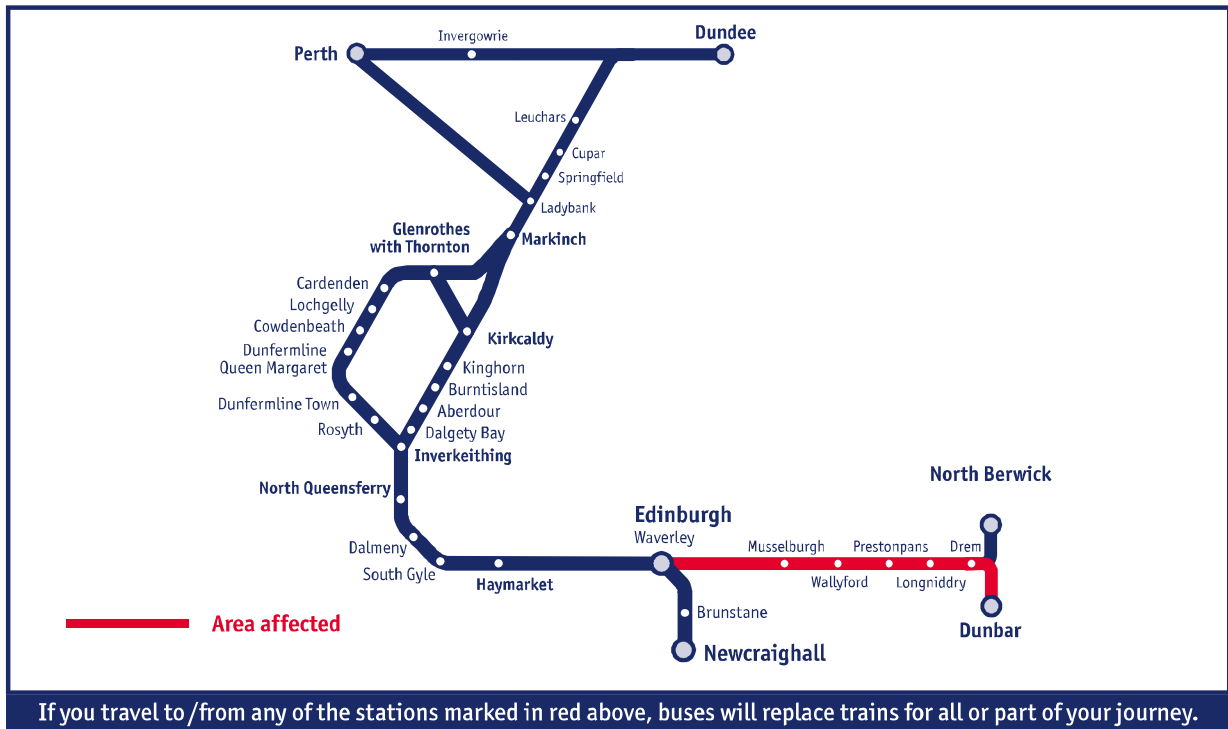 Perth
Invergowrie
Dundee
Leuchars
Cupar
Springfield
Ladybank
Glenrothes
with Thornton
Markinch
Cardenden
Lochgelly
Cowdenbeath
Dunfermline
Queen Margaret
Kirkcaldy
Kinghorn
Burntisland
Dunfermline Town
Aberdour
Rosyth
Dalgety Bay
Inverkeithing
North Queensferry
Dalmeny
South Gyle
Haymarket
Edinburgh
Waverley
North Berwick
Musselburgh
Prestonpans
Drem
Wallyford
Longniddry
Brunstane
Dunbar
Newcraighall
Area affected
If you travel to/from any of the stations marked in red above, buses will replace trains for all or part of your journey.